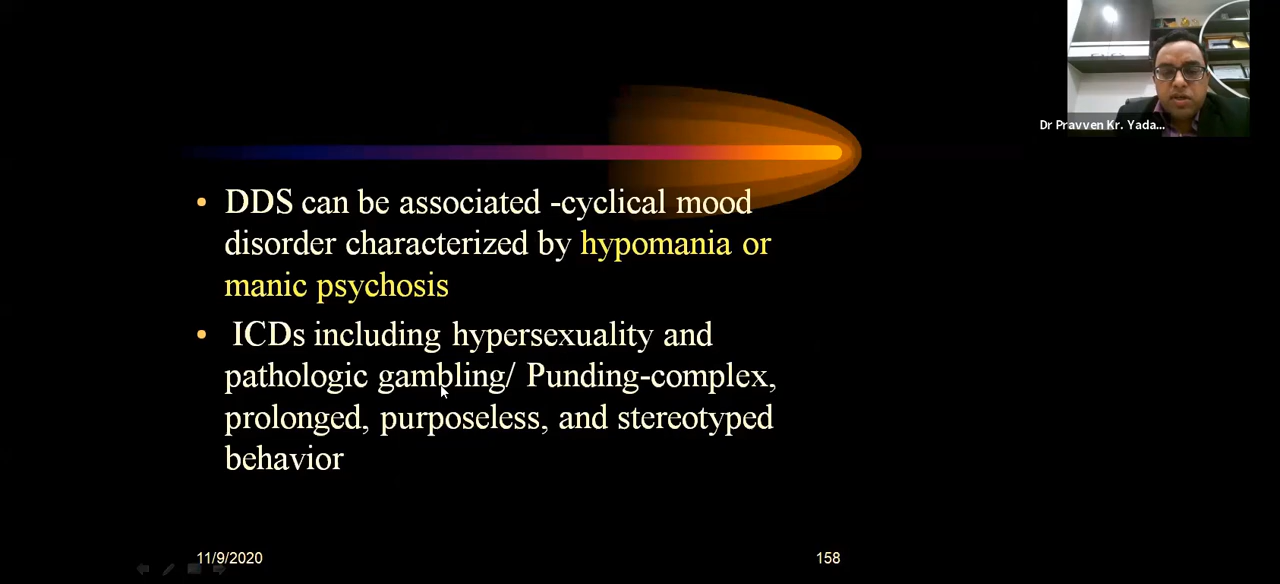 Dr Pravven Kr. Yada...
• DDS can be associated -cyclical mood
disorder characterized by hypomania or
manic psychosis
• ICDs including hypersexuality and
pathologic gambling/ Punding-complex,
prolonged, purposeless, and stereotyped
behavior
11/9/2020
158